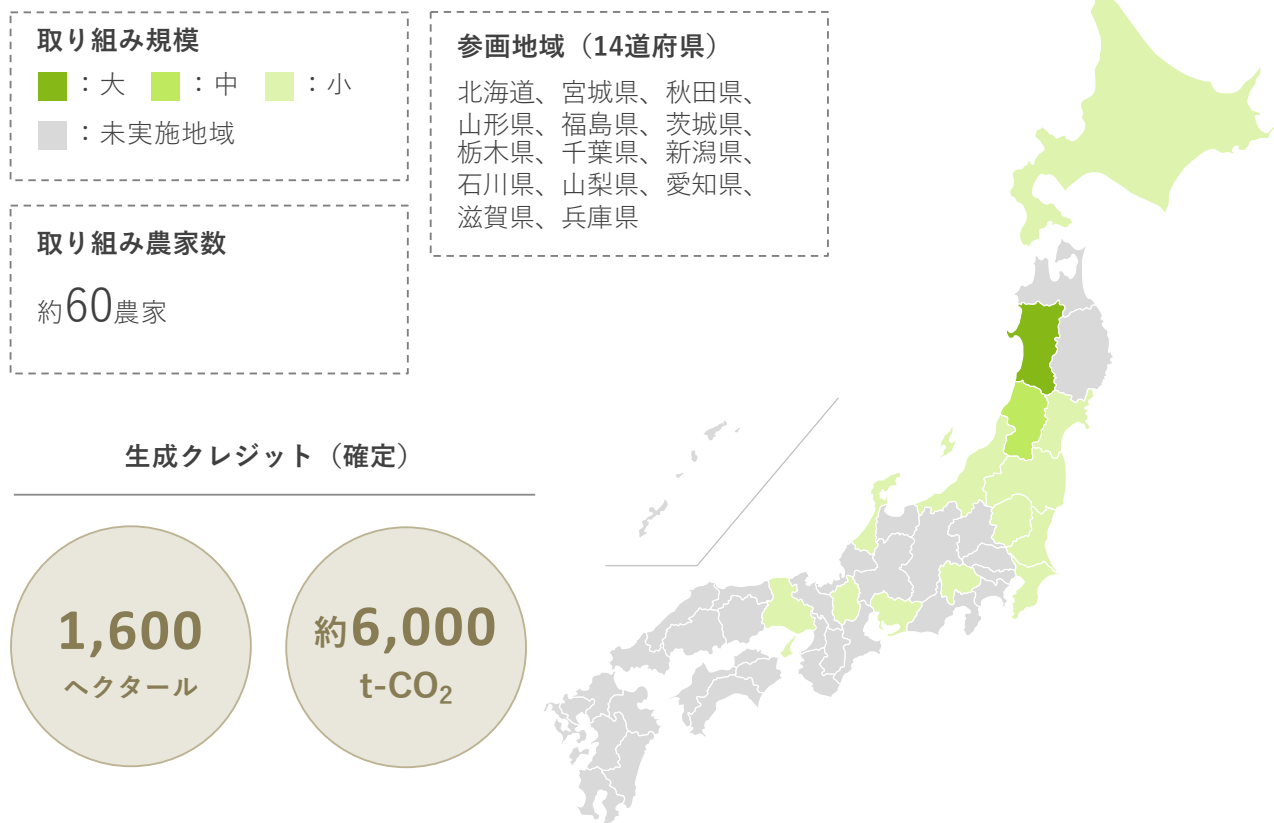 取り組み規模
：大 ：中 ：小
：未実施地域
参画地域（14道府県）
北海道、宮城県、秋田県、
山形県、福島県、茨城県、
栃木県、千葉県、新潟県、
石川県、山梨県、愛知県、
滋賀県、兵庫県
取り組み農家数
約60農家
生成クレジット（確定）
1,600
ヘクタール
約6,000
t-CO₂